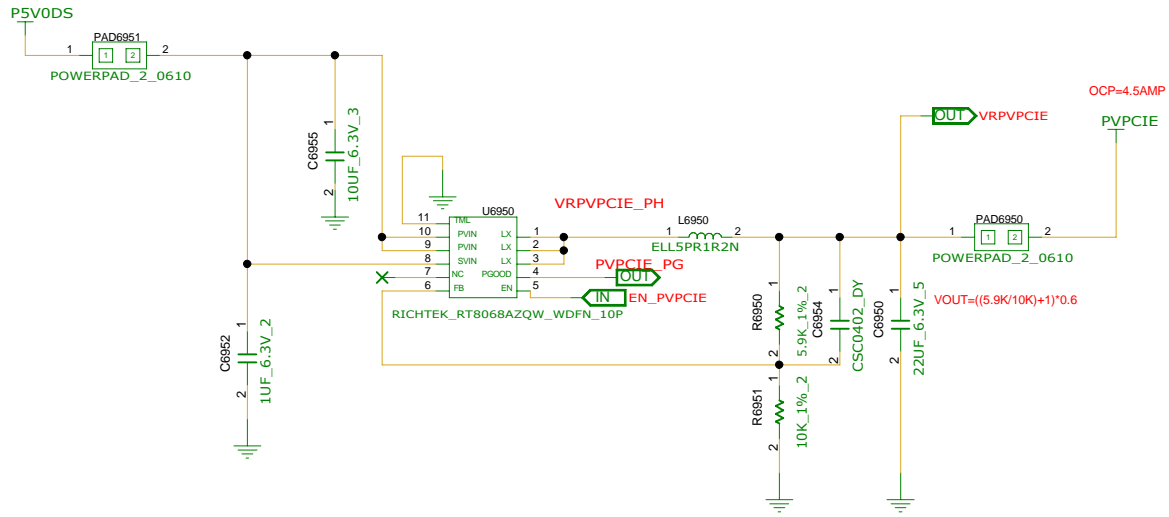 P5V0DS
PAD6951
1
1
2
2
POWERPAD_2_0610
OCP=4.5AMP
OUT
VRPVPCIE
PVPCIE
1
C6955
2
10UF_6.3V_3
U6950
VRPVPCIE_PH
11
TML
10
PVIN
LX
1
9
PVIN
LX
2
8
SVIN
LX
3
7
NC
PGOOD
4
6
FB
EN
5
RICHTEK_RT8068AZQW_WDFN_10P
L6950
1
2
ELL5PR1R2N
PVPCIE_PG
OUT
IN
EN_PVPCIE
PAD6950
1
1
2
2
POWERPAD_2_0610
VOUT=((5.9K/10K)+1)*0.6
1
C6952
2
1UF_6.3V_2
1
R6950
2
5.9K_1%_2
1
C6954
2
CSC0402_DY
1
C6950
2
22UF_6.3V_5
1
R6951
2
10K_1%_2